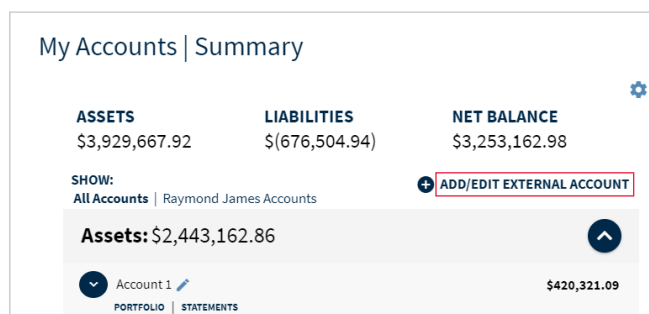 My Accounts | Summary
ASSETS LIABILITIES NET BALANCE
$3,929,667.92 $(676,504.94) $3,253,162.98
SHOW:
ADD/EDIT EXTERNAL ACCOUNT
All Accounts | Raymond James Accounts
Assets: $2,443,162.86
Account 1 $420,321.09
PORTFOLIO | STATEMENTS